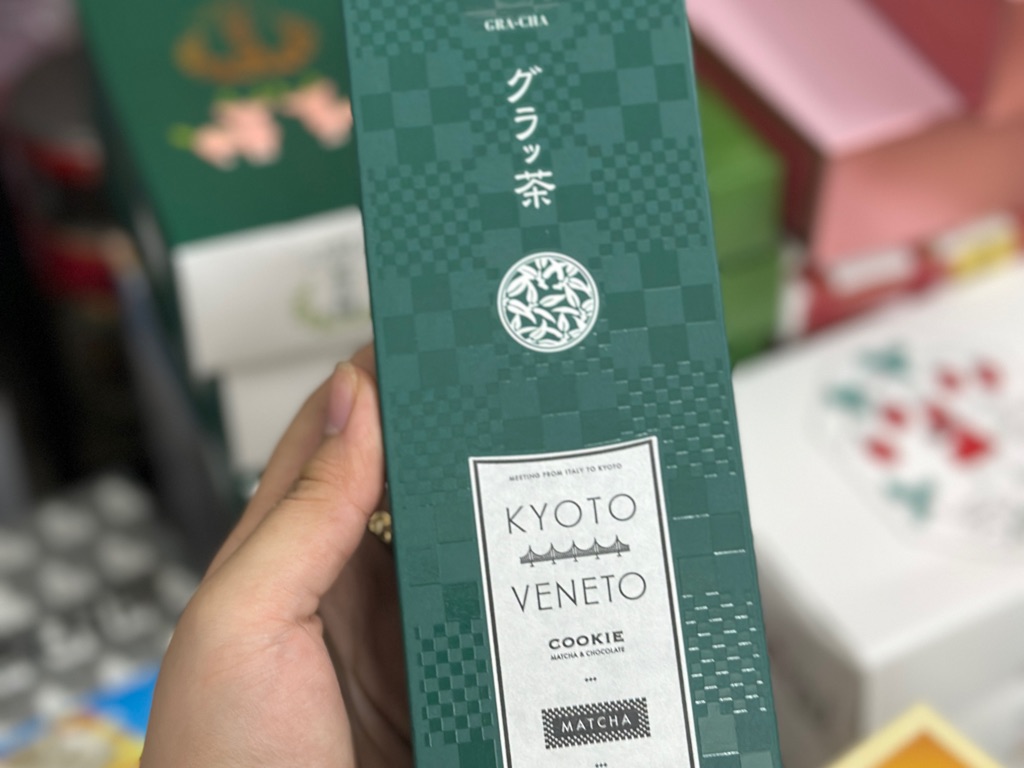 GRA-CHA
グラッ茶
MEETING FROM ITALY TO KYOTO
KYOTO
VENETO
COOKIE
MATCHA & CHOCOLATE
MATCHA